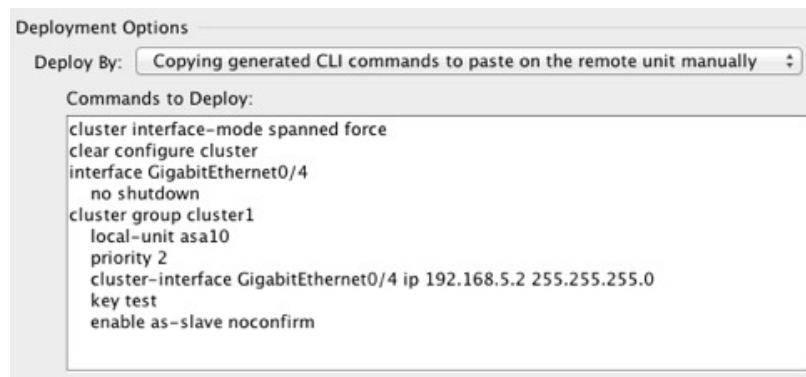 Deployment Options
Deploy By: Copying generated CLI commands to paste on the remote unit manually
Commands to Deploy:
cluster interface-mode spanned force
clear configure cluster
interface GigabitEthernet0/4
no shutdown
cluster group cluster1
local-unit asa10
priority 2
cluster-interface GigabitEthernet0/4 ip 192.168.5.2 255.255.255.0
key test
enable as-slave noconfirm